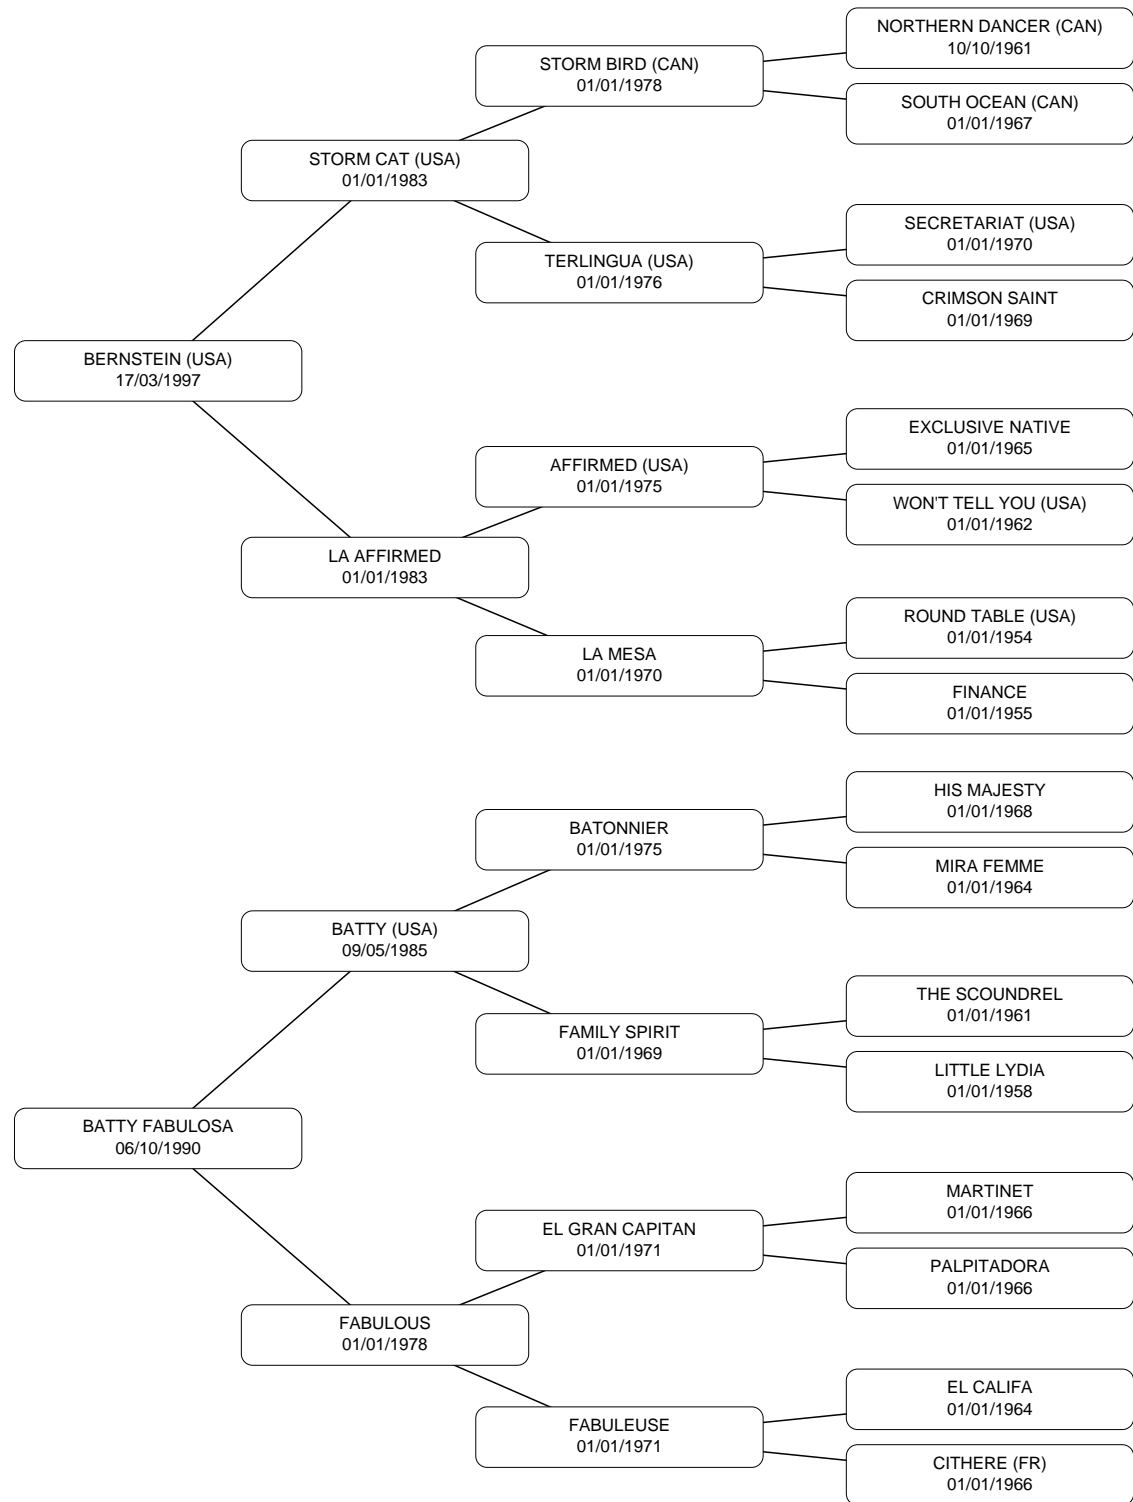 NORTHERN DANCER (CAN)
10/10/1961
STORM BIRD (CAN)
01/01/1978
SOUTH OCEAN (CAN)
01/01/1967
STORM CAT (USA)
01/01/1983
SECRETARIAT (USA)
01/01/1970
TERLINGUA (USA)
01/01/1976
CRIMSON SAINT
01/01/1969
BERNSTEIN (USA)
17/03/1997
EXCLUSIVE NATIVE
01/01/1965
AFFIRMED (USA)
01/01/1975
WON'T TELL YOU (USA)
01/01/1962
LA AFFIRMED
01/01/1983
ROUND TABLE (USA)
01/01/1954
LA MESA
01/01/1970
FINANCE
01/01/1955
HIS MAJESTY
01/01/1968
BATONNIER
01/01/1975
MIRA FEMME
01/01/1964
BATTY (USA)
09/05/1985
THE SCOUNDREL
01/01/1961
FAMILY SPIRIT
01/01/1969
LITTLE LYDIA
01/01/1958
BATTY FABULOSA
06/10/1990
MARTINET
01/01/1966
EL GRAN CAPITAN
01/01/1971
PALPITADORA
01/01/1966
FABULOUS
01/01/1978
EL CALIFA
01/01/1964
FABULEUSE
01/01/1971
CITHERE (FR)
01/01/1966